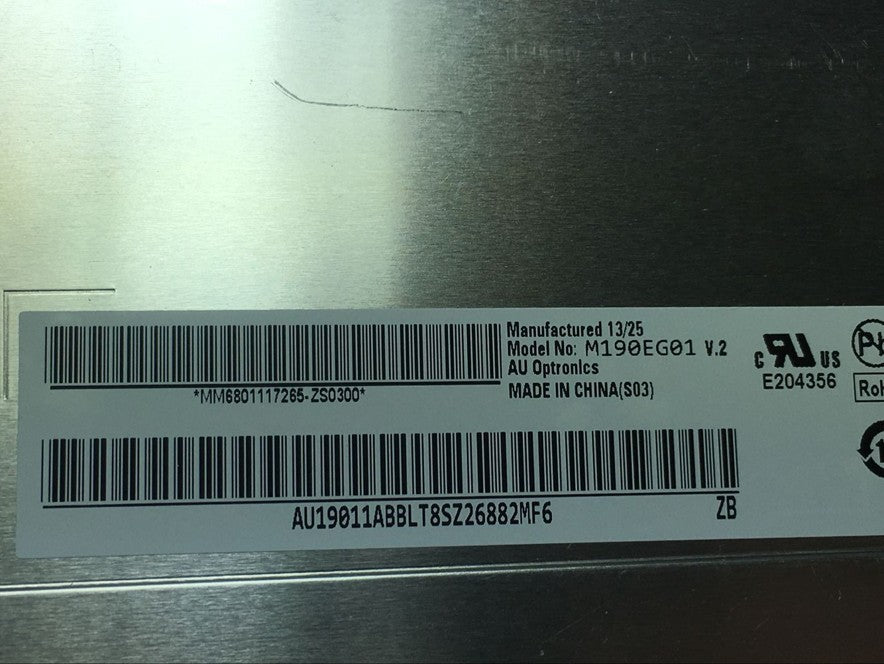 Manufactured 13/25
Model No: M190EG01 V.2
AU Optronics
MADE IN CHINA(S03)
*MM6801117265-ZS0300*
C RU US
E204356
AU19011ABBLT8SZ26882MF6
ZB